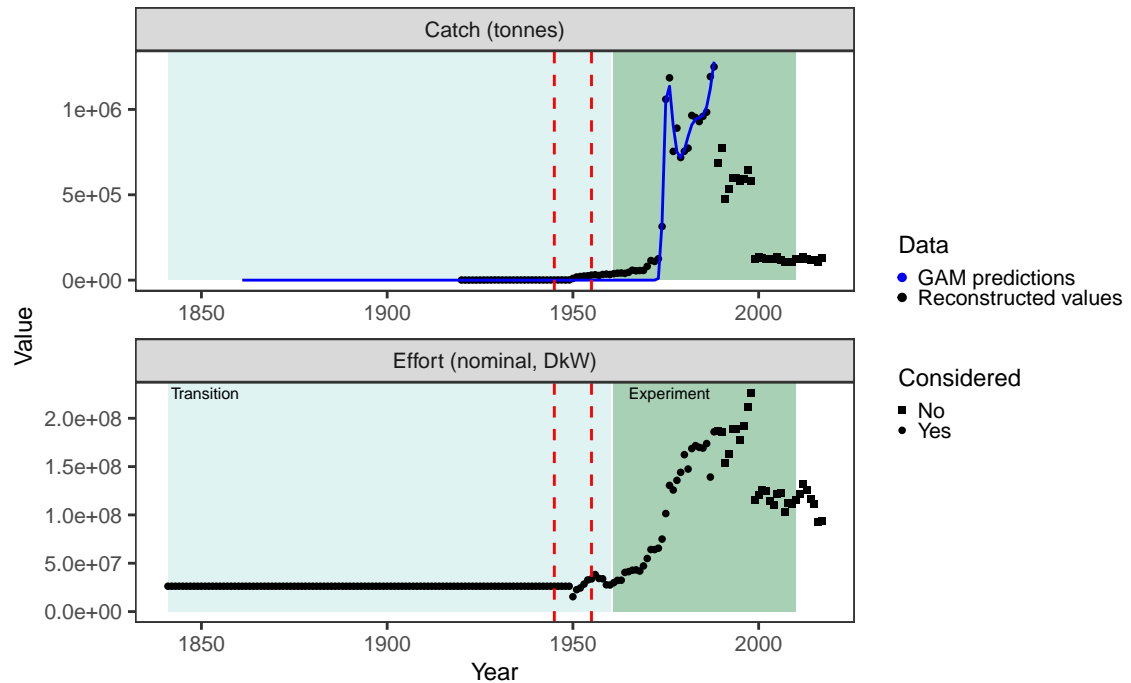 Catch (tonnes)
1e+06
5e+05
0e+00
1850
1900
1950
2000
Value
Effort (nominal, DkW)
Transition
Experiment
2.0e+08
1.5e+08
1.0e+08
5.0e+07
0.0e+00
1850
1900
1950
2000
Year
Data
GAM predictions
Reconstructed values
Considered
No
Yes